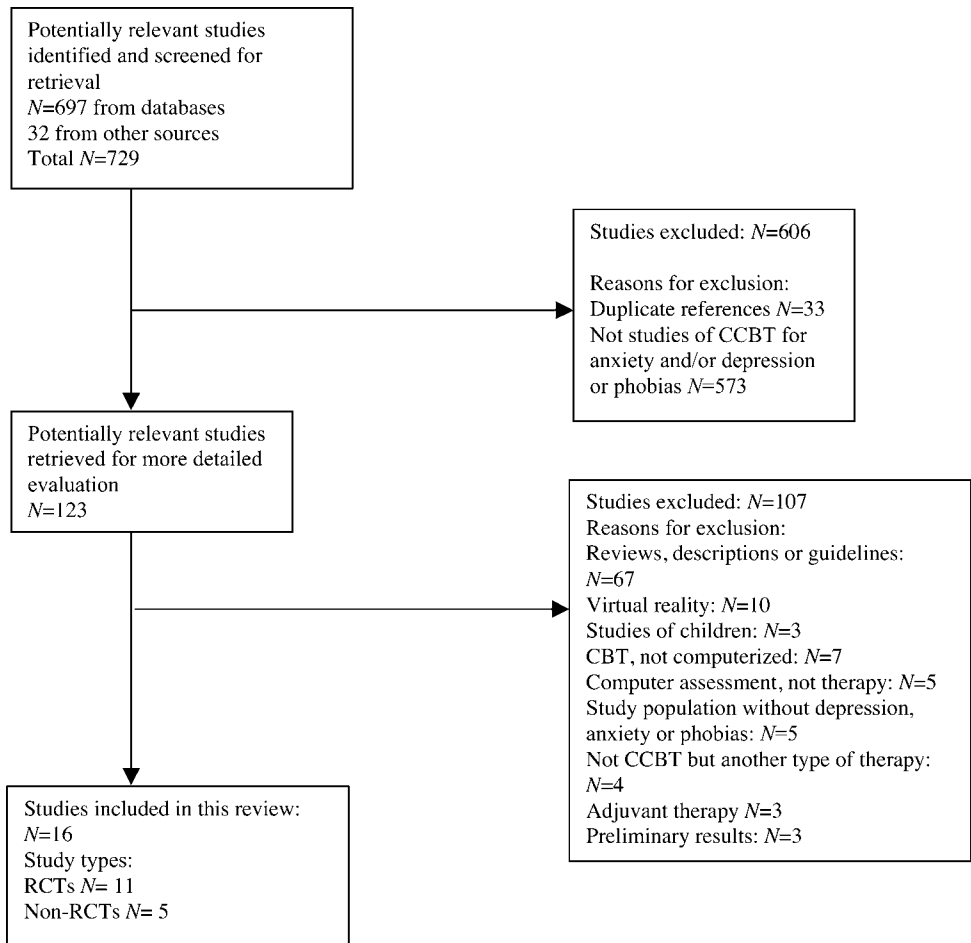 Potentially relevant studies
identified and screened for
retrieval
N=697 from databases
32 from other sources
Total N=729
Studies excluded: N=606
Reasons for exclusion:
Duplicate references N=33
Not studies of CCBT for
anxiety and/or depression
or phobias N=573
Potentially relevant studies
retrieved for more detailed
evaluation
N=123
Studies excluded: N=107
Reasons for exclusion:
Reviews, descriptions or guidelines:
N=67
Virtual reality: N=10
Studies of children: N=3
CBT, not computerized: N=7
Computer assessment, not therapy: N=5
Study population without depression,
anxiety or phobias: N=5
Not CCBT but another type of therapy:
N=4
Adjuvant therapy N=3
Preliminary results: N=3
Studies included in this review:
N=16
Study types:
RCTs N= 11
Non-RCTs N= 5